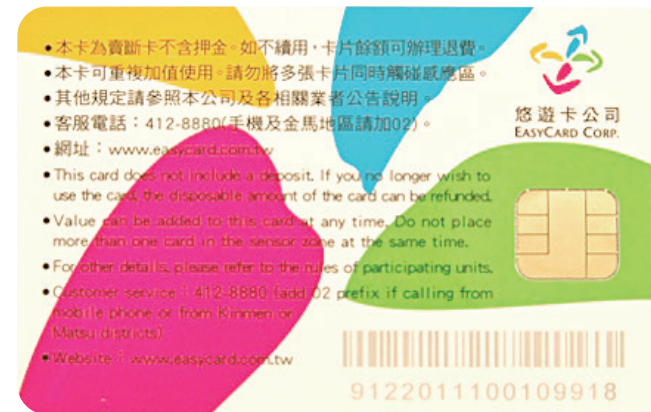 •本卡為賣斷卡不含押金。如不續用，卡片餘額可辦理退費。
•本卡可重複加值使用。請勿將多張卡片同時觸碰感應區。
•其他規定請參照本公司及各相關業者公告說明。
•客服電話：412-8880(手機及金馬地區請加02)。
•網址：www.easycard.com.tw
•This card does not include a deposit. If you no longer wish to
use the card, the disposable amount of the card can be refunded.
•Value can be added to this card at any time. Do not place
more than one card in the sensor zone at the same time.
•For other details, please refer to the rules of participating units.
•Customer service：412-8880 (add 02 prefix if calling from
mobile phone or from Kinmen or
Matsu districts)
•Website：www.easycard.com.tw
悠遊卡公司
EASYCARD CORP.
9122011100109918